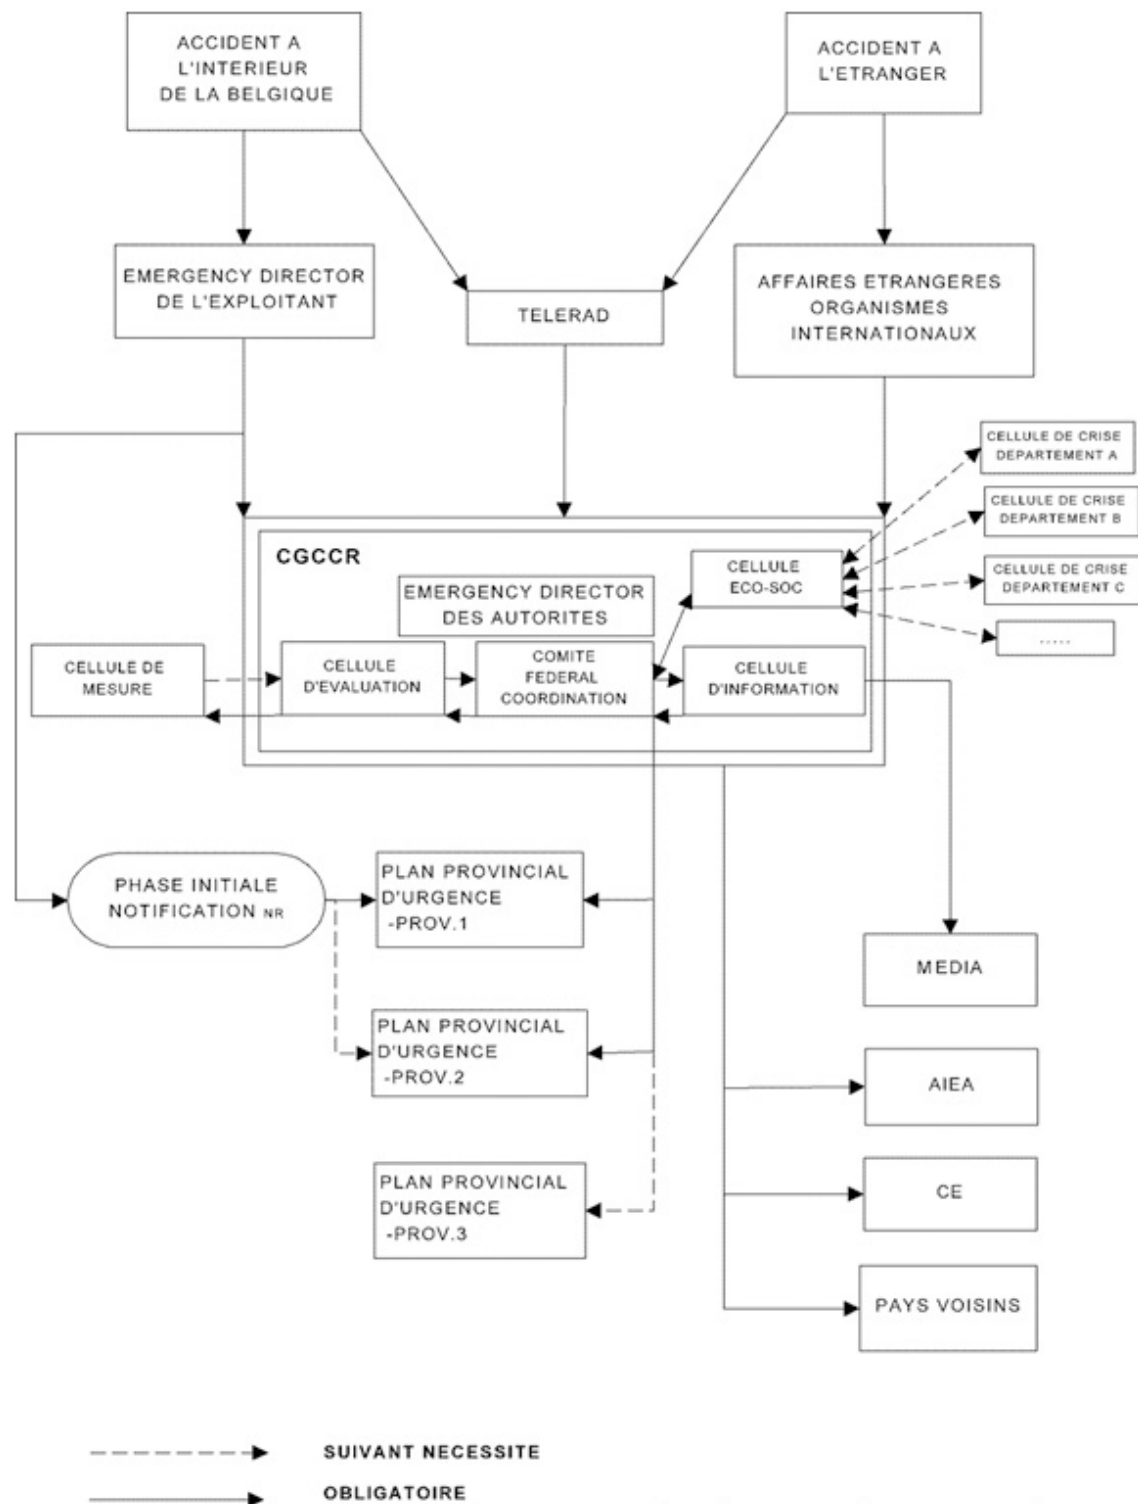 ACCIDENT A
L'INTERIEUR
DE LA BELGIQUE
ACCIDENT A
L'ETRANGER
EMERGENCY DIRECTOR
DE L'EXPLOITANT
TELERAD
AFFAIRES ETRANGERES
ORGANISMES
INTERNATIONAUX
CELLULE DE CRISE
DEPARTEMENT A
CELLULE DE CRISE
DEPARTEMENT B
CELLULE DE CRISE
DEPARTEMENT C
.....
CGCCR
CELLULE
ECO-SOC
EMERGENCY DIRECTOR
DES AUTORITES
CELLULE DE
MESURE
CELLULE
D'EVALUATION
COMITE
FEDERAL
COORDINATION
CELLULE
D'INFORMATION
PHASE INITIALE
NOTIFICATION NR
PLAN PROVINCIAL
D'URGENCE
-PROV.1
PLAN PROVINCIAL
D'URGENCE
-PROV.2
PLAN PROVINCIAL
D'URGENCE
-PROV.3
MEDIA
AIEA
CE
PAYS VOISINS
SUIVANT NECESSITE
OBLIGATOIRE